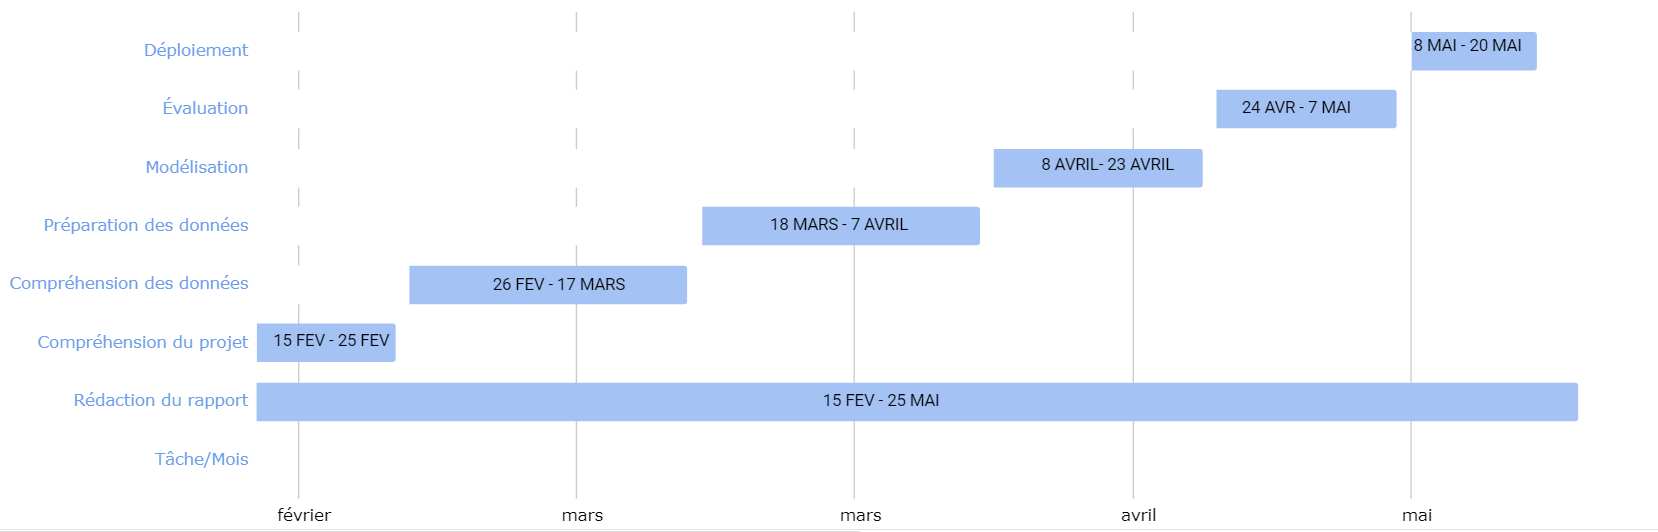 Déploiement
8 MAI - 20 MAI
Évaluation
24 AVR - 7 MAI
Modélisation
8 AVRIL- 23 AVRIL
Préparation des données
18 MARS - 7 AVRIL
Compréhension des données
26 FEV - 17 MARS
Compréhension du projet
15 FEV - 25 FEV
Rédaction du rapport
15 FEV - 25 MAI
Tâche/Mois
février
mars
mars
avril
mai